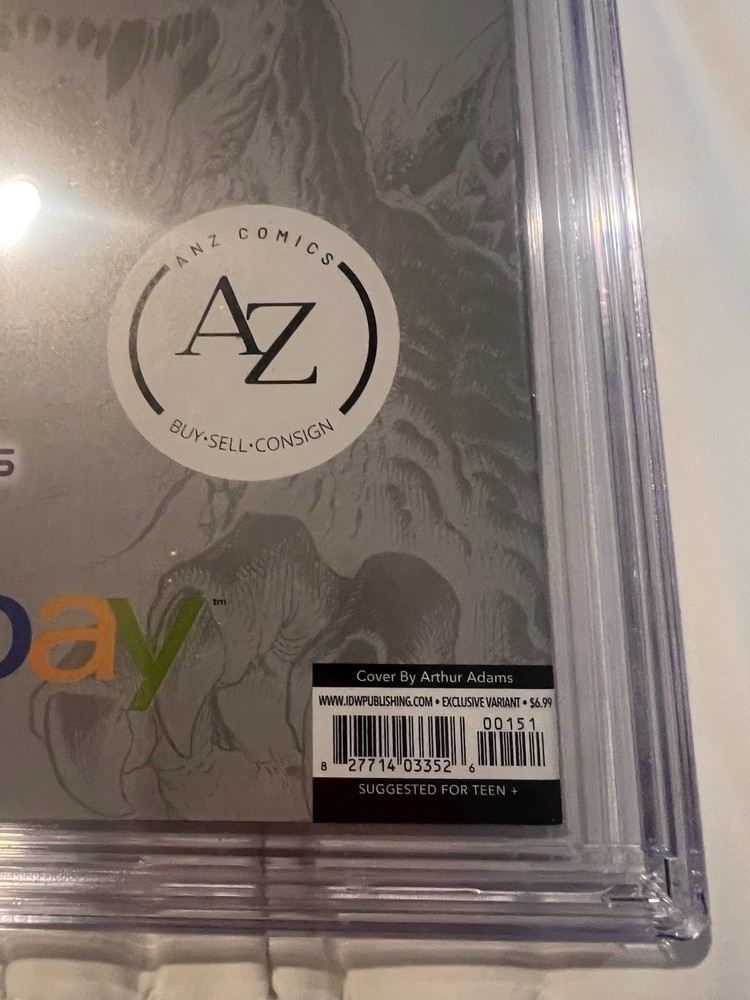 ANZ COMICS
AZ
BUY·SELL·CONSIGN
bay
tm
Cover By Arthur Adams
WWW.IDWPUBLISHING.COM • EXCLUSIVE VARIANT • $6.99
00151
8 27714 03352 6
SUGGESTED FOR TEEN +